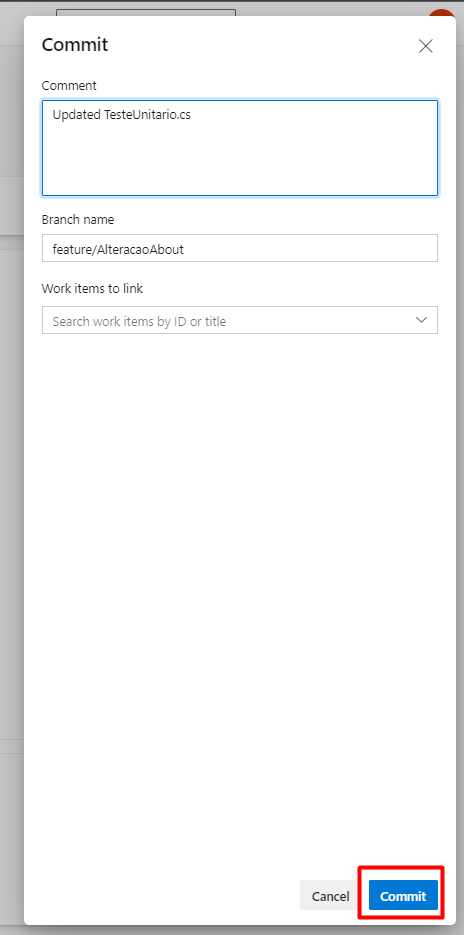 Commit
Comment
Updated TesteUnitario.cs
Branch name
feature/AlteracaoAbout
Work items to link
Search work items by ID or title
Cancel
Commit